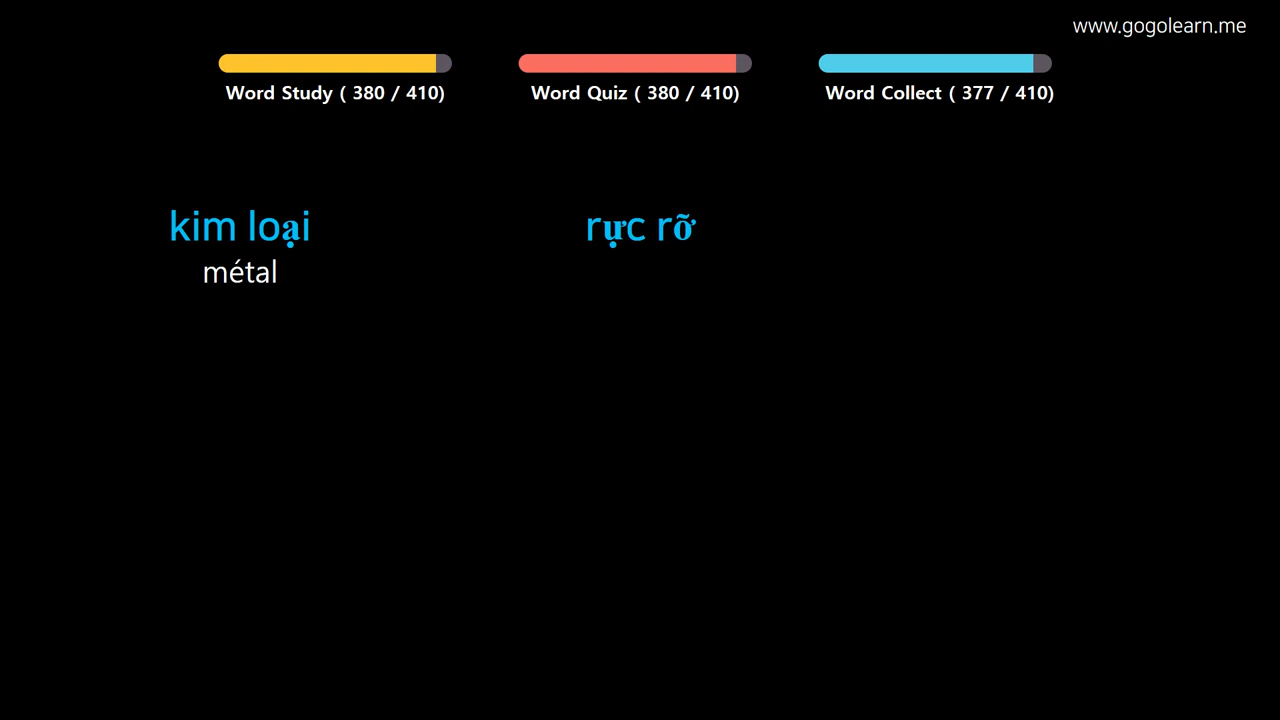 www.gogolearn.me
Word Study ( 380 / 410)
Word Quiz ( 380 / 410)
Word Collect ( 377 / 410)
kim loại
métal
rực rỡ